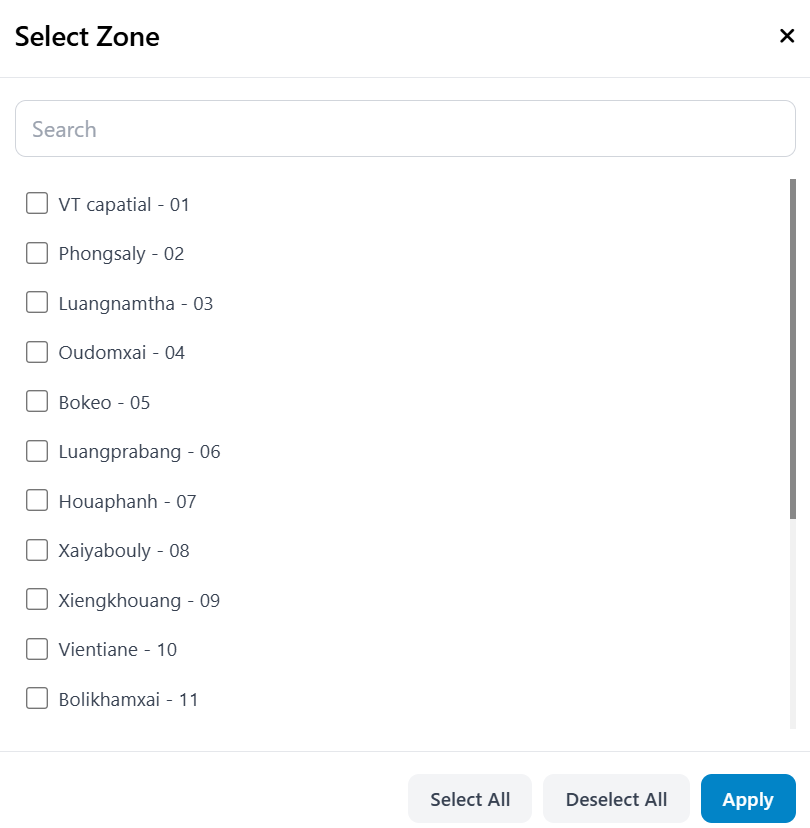 Select Zone
Search
VT capatial - 01
Phongsaly - 02
Luangnamtha - 03
Oudomxai - 04
Bokeo - 05
Luangprabang - 06
Houaphanh - 07
Xaiyabouly - 08
Xiengkhouang - 09
Vientiane - 10
Bolikhamxai - 11
Select All Deselect All Apply